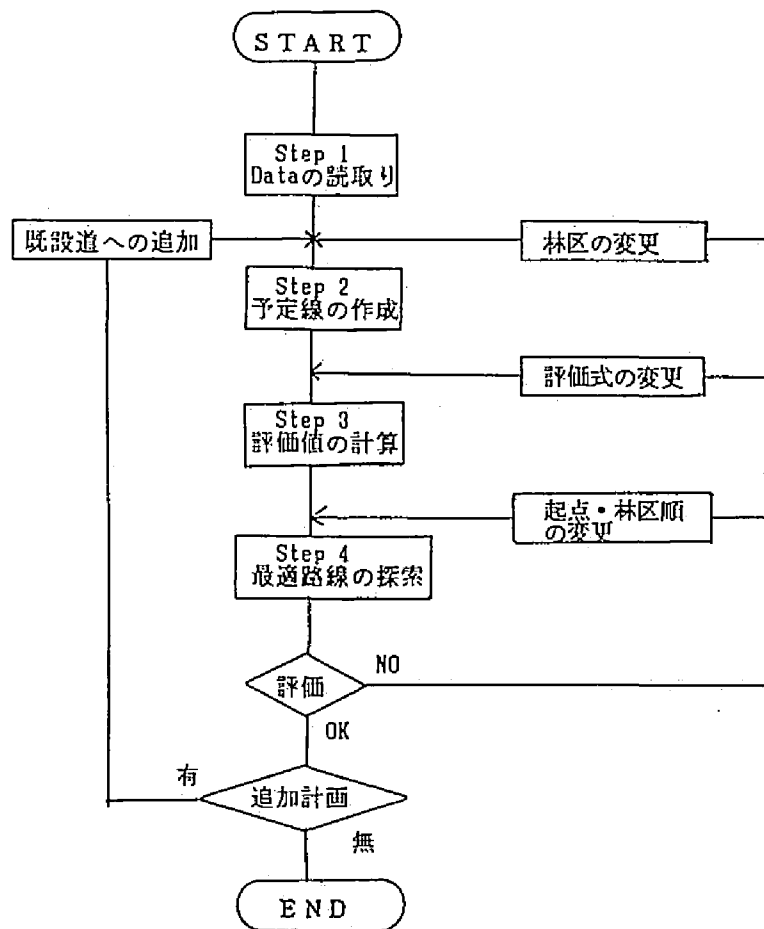 START
Step 1
Dataの読取り
既設道への追加
林区の変更
Step 2
予定線の作成
評価式の変更
Step 3
評価値の計算
起点・林区順
の変更
Step 4
最適路線の探索
評価
NO
OK
有
追加計画
無
END